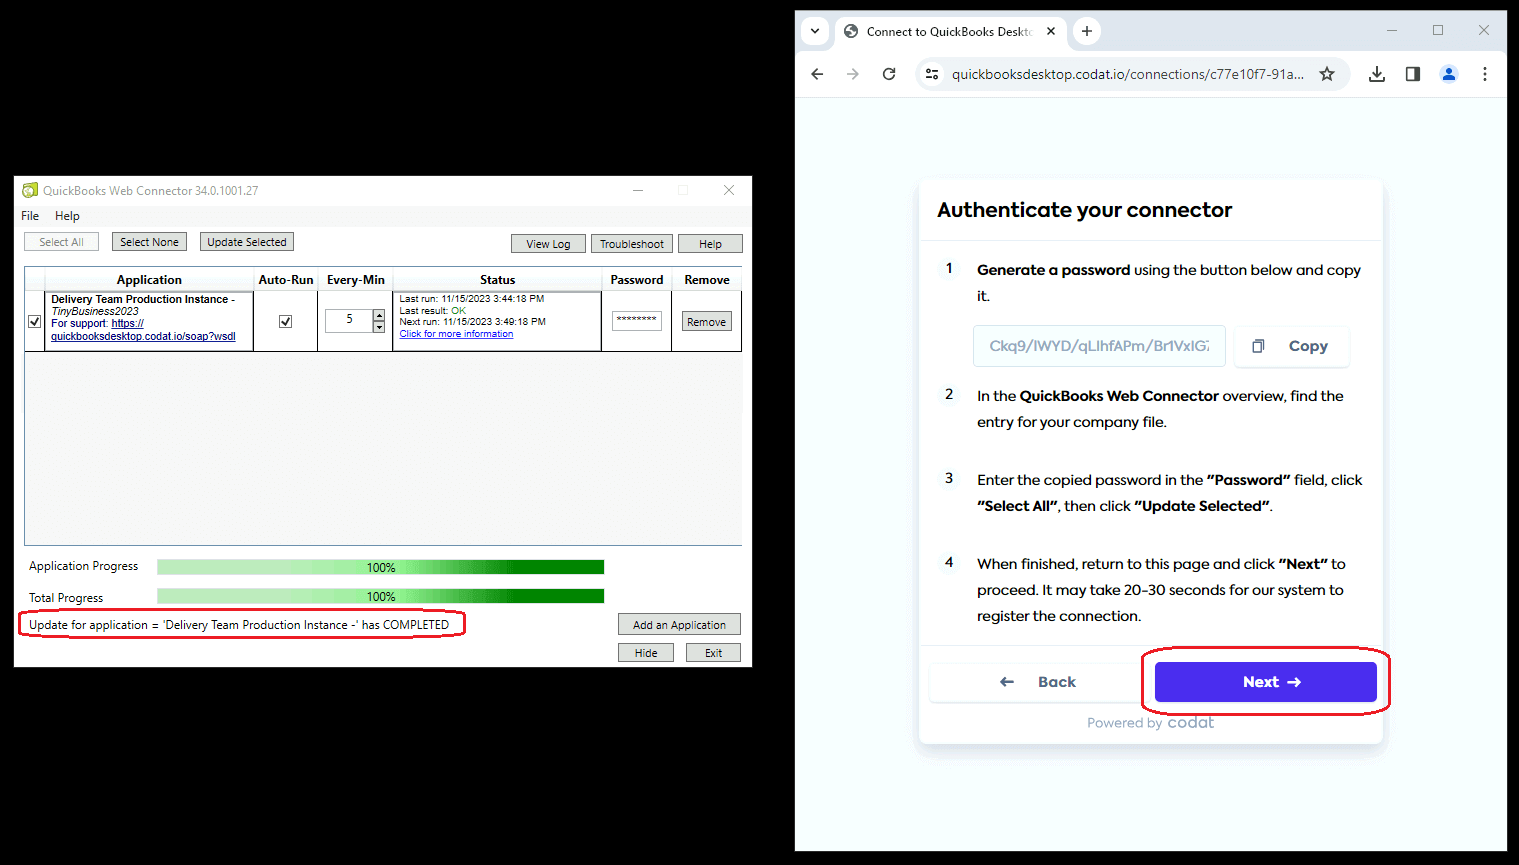 QuickBooks Web Connector 34.0.1001.27
File Help
Select All Select None Update Selected View Log Troubleshoot Help
Application Auto-Run Every-Min Status Password Remove
Delivery Team Production Instance -
TinyBusiness2023
For support: https://
quickbooksdesktop.codat.io/soap?wsdl
5
Last run: 11/15/2023 3:44:18 PM
Last result: OK
Next run: 11/15/2023 3:49:18 PM
Click for more information
********
Remove
Application Progress 100%
Total Progress 100%
Update for application = 'Delivery Team Production Instance -' has COMPLETED
Add an Application
Hide Exit
Connect to QuickBooks Deskt
quickbooksdesktop.codat.io/connections/c77e10f7-91a...
Authenticate your connector
1 Generate a password using the button below and copy
it.
Copy
2 In the QuickBooks Web Connector overview, find the
entry for your company file.
3 Enter the copied password in the "Password" field, click
"Select All", then click "Update Selected".
4 When finished, return to this page and click "Next" to
proceed. It may take 20-30 seconds for our system to
register the connection.
← Back Next →
Powered by codat